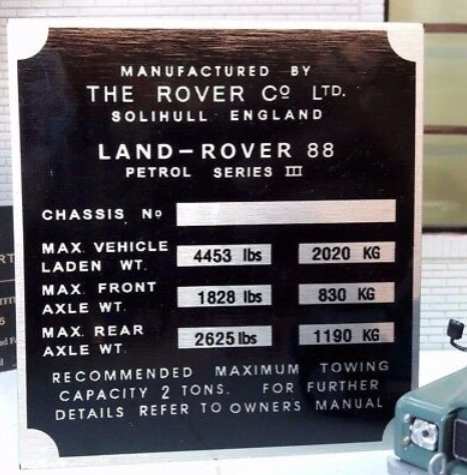 MANUFACTURED BY
THE ROVER Cº LTD.
SOLIHULL ENGLAND
LAND-ROVER 88
PETROL SERIES III
CHASSIS Nº
MAX. VEHICLE
LADEN WT. 4453 lbs 2020 KG
MAX. FRONT
AXLE WT. 1828 lbs 830 KG
MAX. REAR
AXLE WT. 2625 lbs 1190 KG
RECOMMENDED MAXIMUM TOWING
CAPACITY 2 TONS. FOR FURTHER
DETAILS REFER TO OWNERS MANUAL